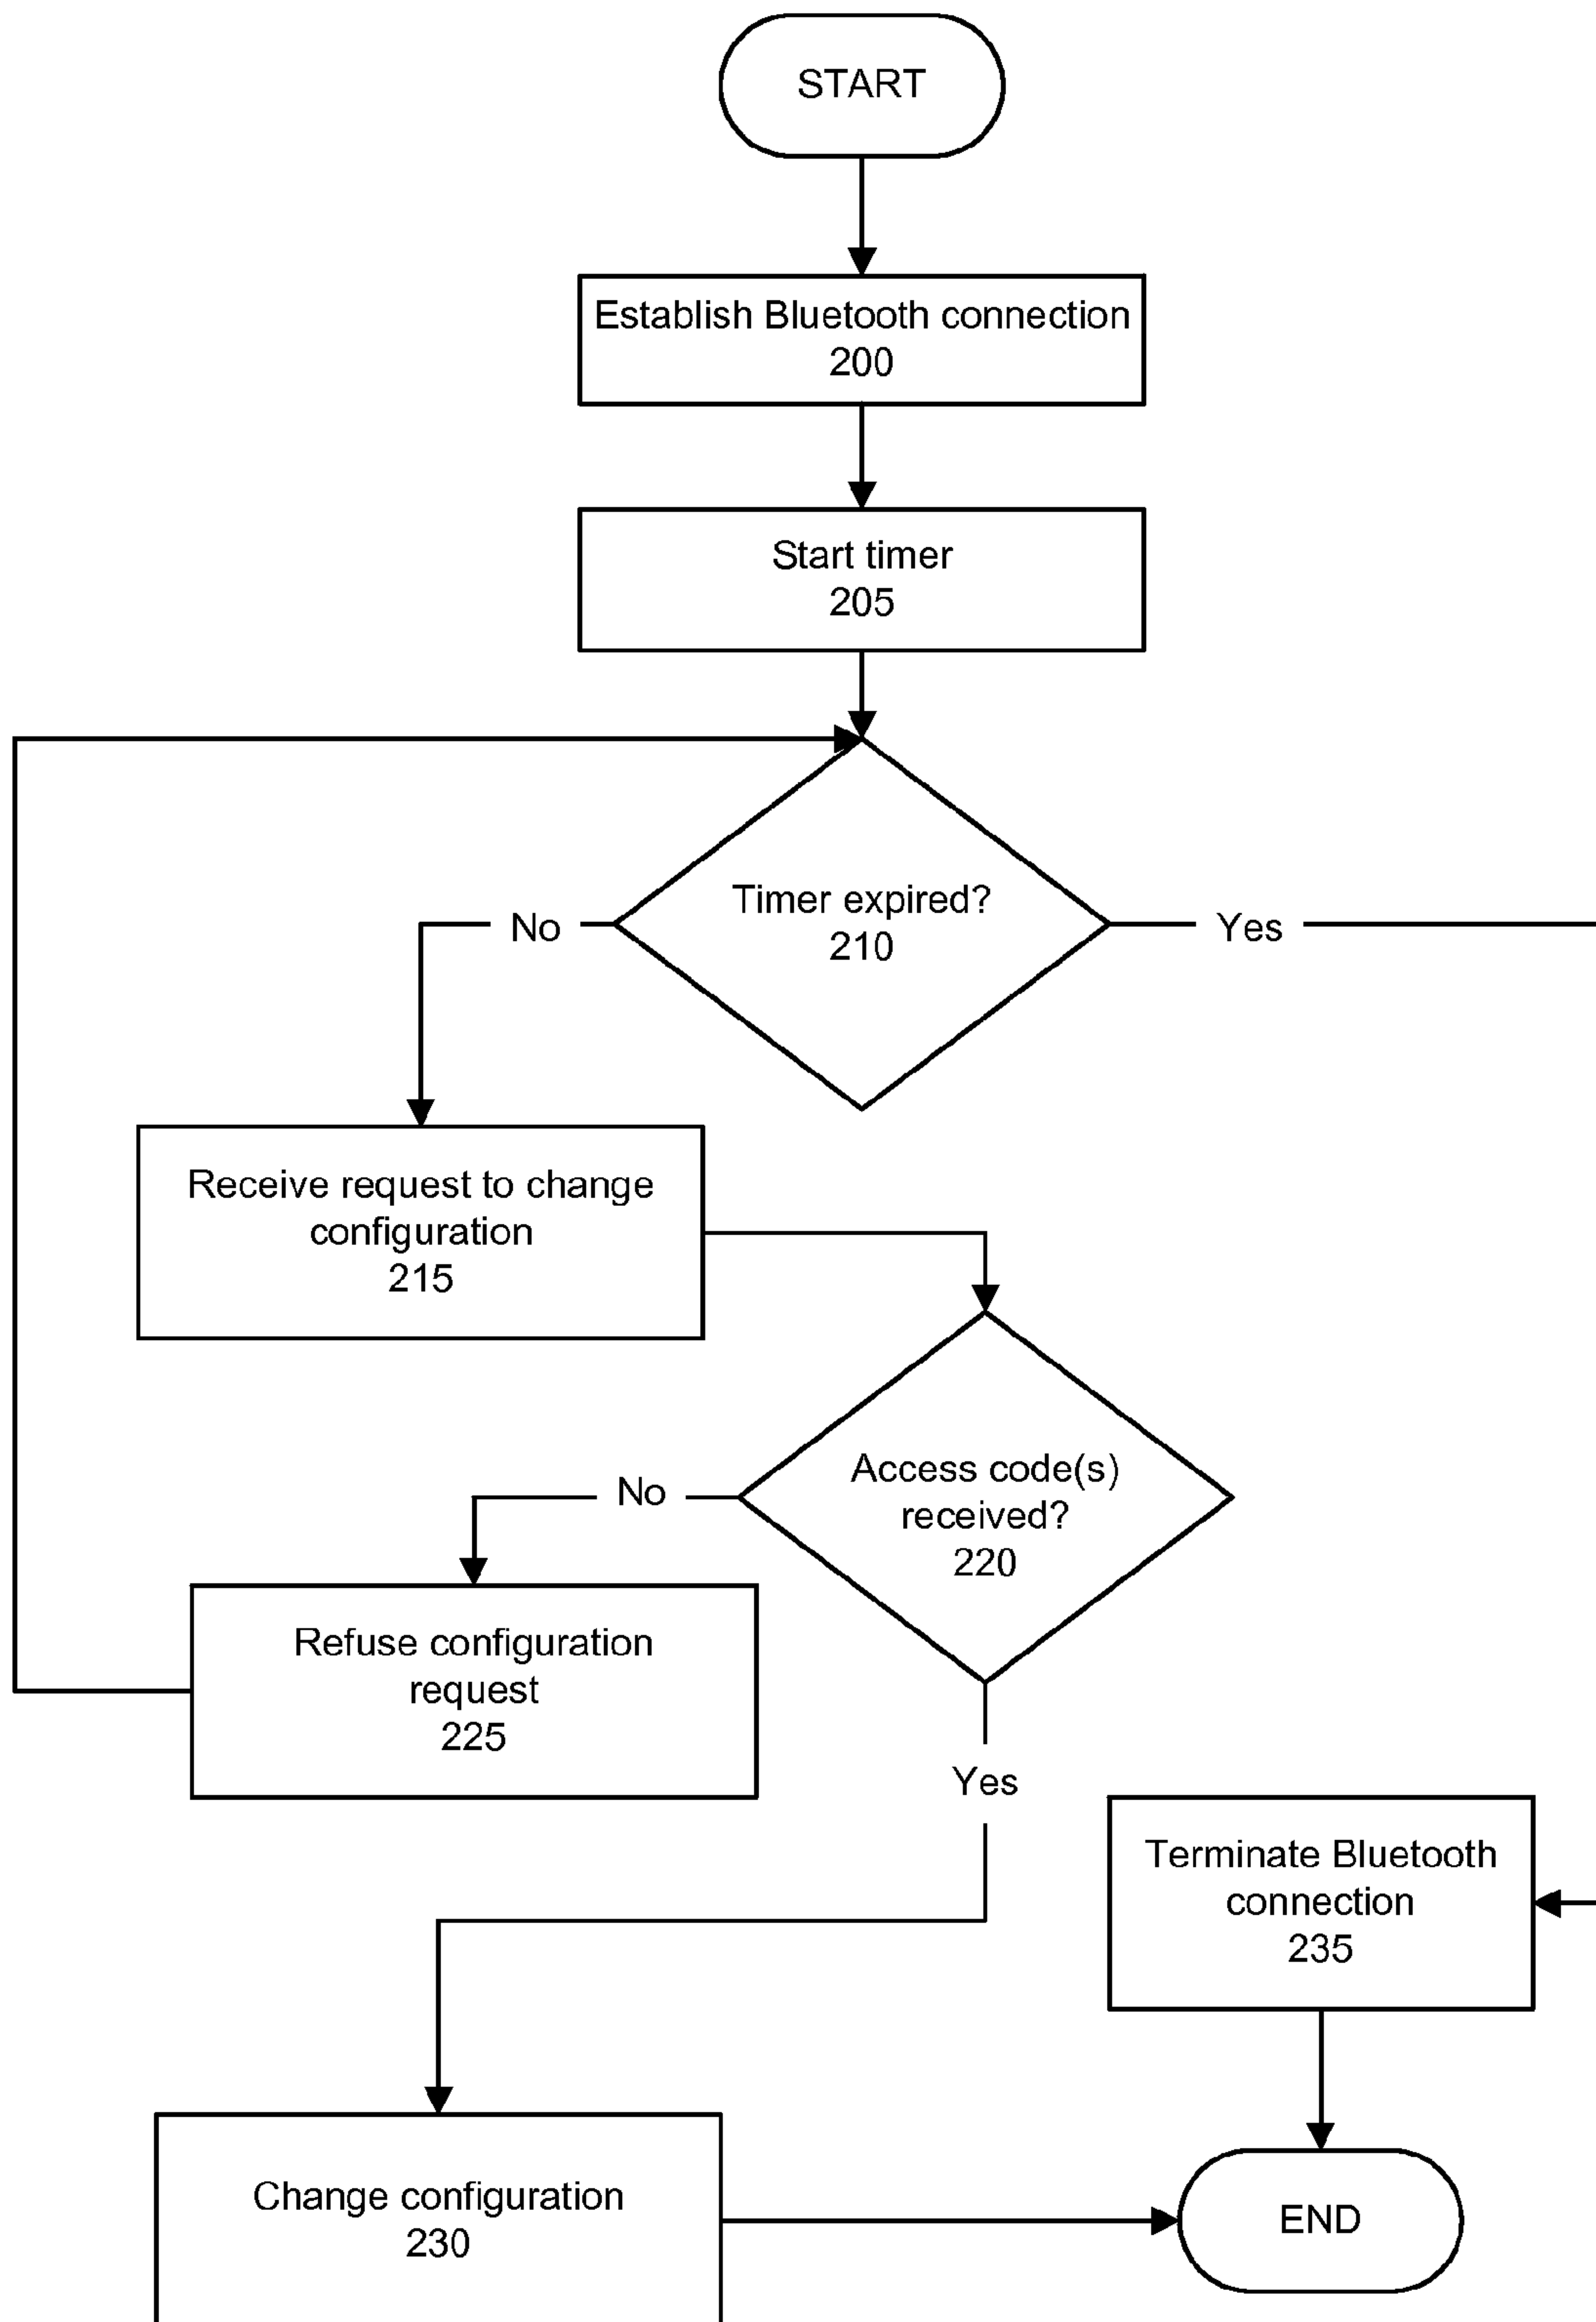 START
Establish Bluetooth connection
200
Start timer
205
Timer expired?
210
No
Yes
Receive request to change
configuration
215
Access code(s)
received?
220
No
Refuse configuration
request
225
Yes
Terminate Bluetooth
connection
235
Change configuration
230
END